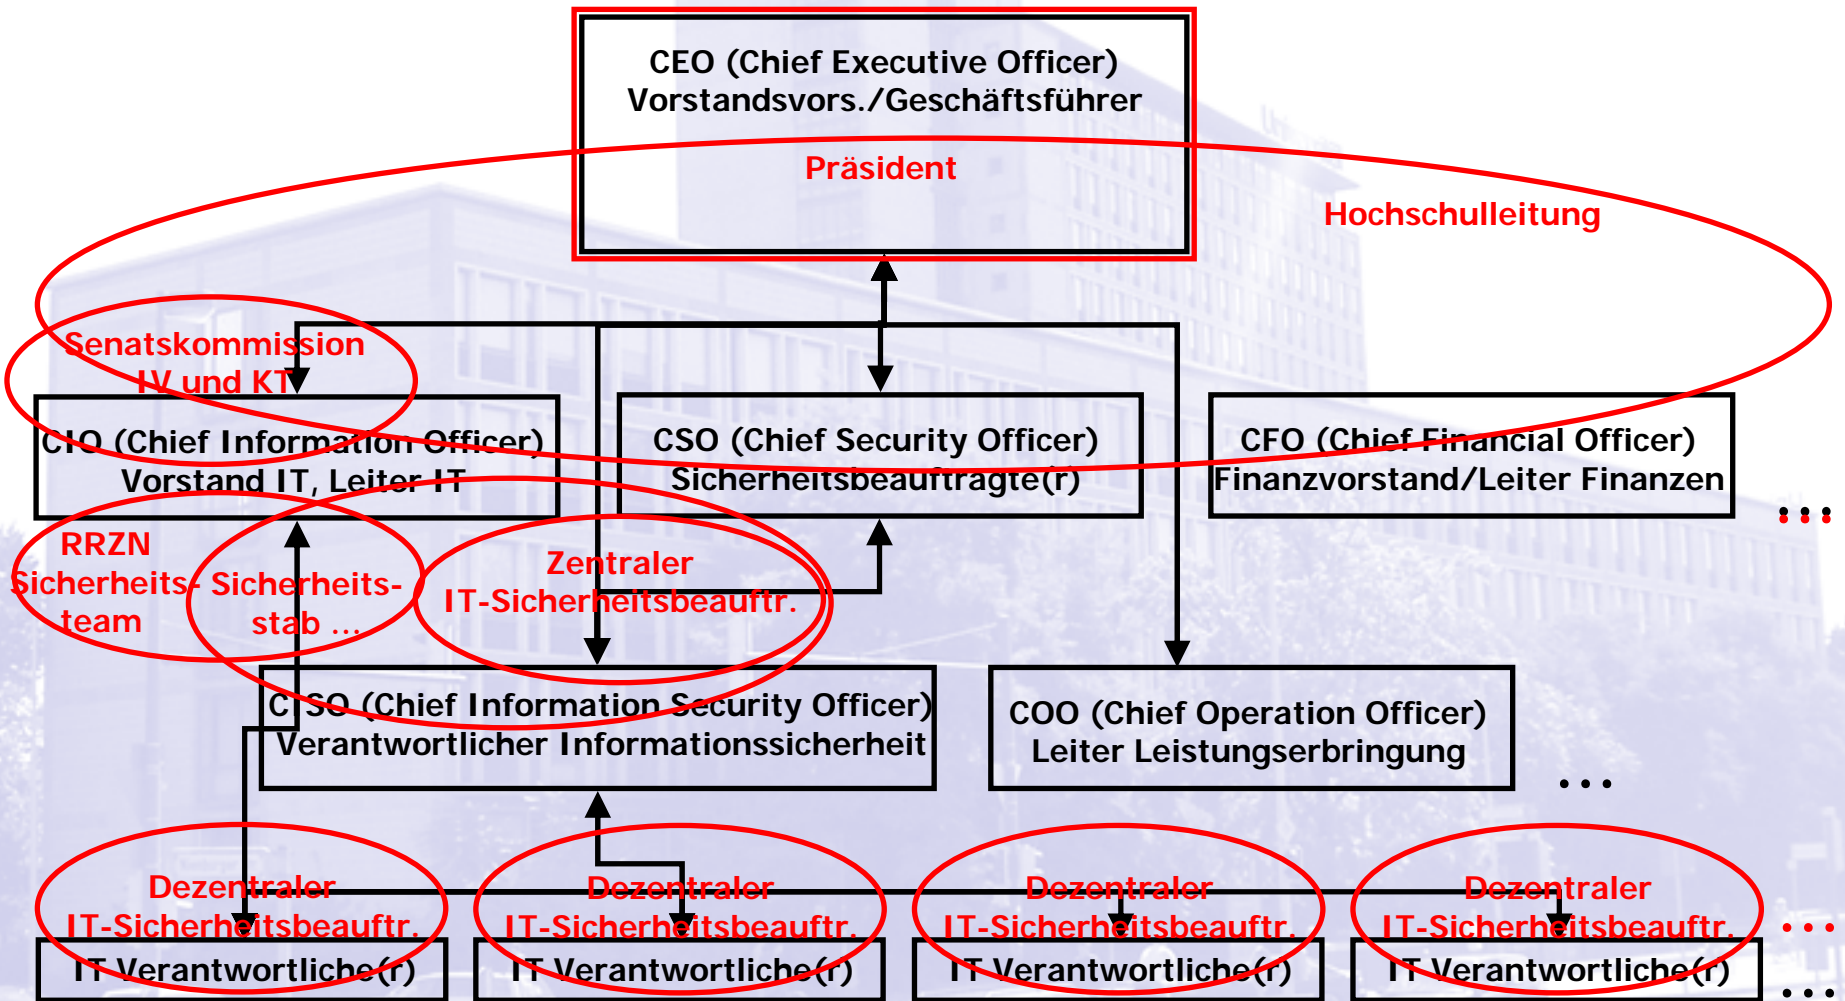 CEO (Chief Executive Officer)
Vorstandsvors./Geschäftsführer
Präsident
Hochschulleitung
Senatskommission
IV und KT
CIO (Chief Information Officer)
Vorstand IT, Leiter IT
CSO (Chief Security Officer)
Sicherheitsbeauftragte(r)
CFO (Chief Financial Officer)
Finanzvorstand/Leiter Finanzen
...
...
RRZN
Sicherheits-
team
Sicherheits-
stab ...
Zentraler
IT-Sicherheitsbeauftr.
CISO (Chief Information Security Officer)
Verantwortlicher Informationssicherheit
COO (Chief Operation Officer)
Leiter Leistungserbringung
...
Dezentraler
IT-Sicherheitsbeauftr.
IT Verantwortliche(r)
Dezentraler
IT-Sicherheitsbeauftr.
IT Verantwortliche(r)
Dezentraler
IT-Sicherheitsbeauftr.
IT Verantwortliche(r)
Dezentraler
IT-Sicherheitsbeauftr.
IT Verantwortliche(r)
...
...